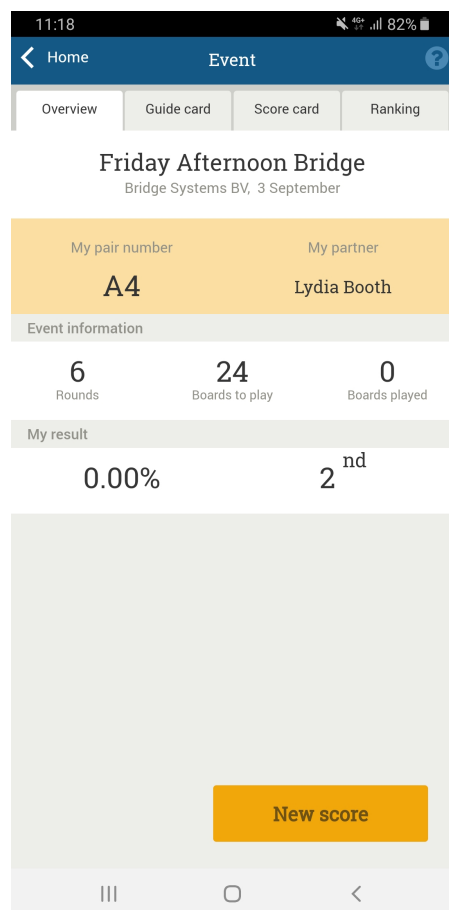 11:18 4G+ 82%
Home Event ?
Overview Guide card Score card Ranking
Friday Afternoon Bridge
Bridge Systems BV, 3 September
My pair number My partner
A4 Lydia Booth
Event information
6 24 0
Rounds Boards to play Boards played
My result
0.00% 2nd
New score